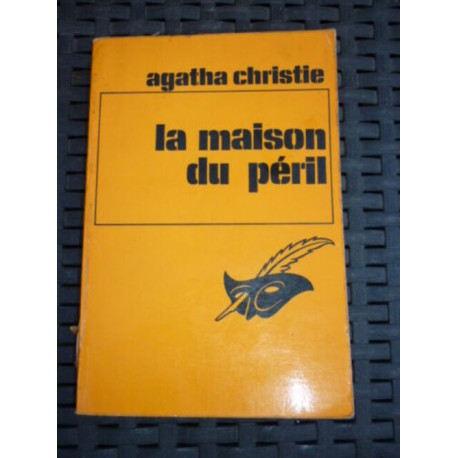 agatha christie
la maison
du péril